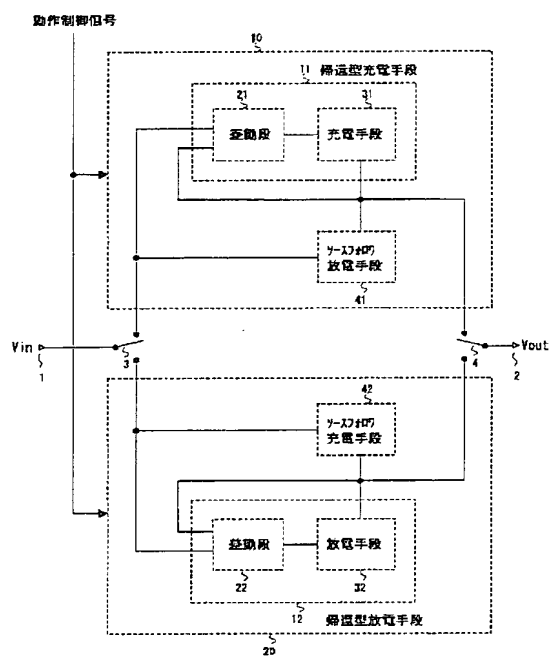 動作制御信号
10
11 帰還型充電手段
21
31
差動段
充電手段
ソースフォロワ
放電手段
41
Vin
1
3
4
Vout
2
42
ソースフォロワ
充電手段
差動段
放電手段
22
32
12 帰還型放電手段
20